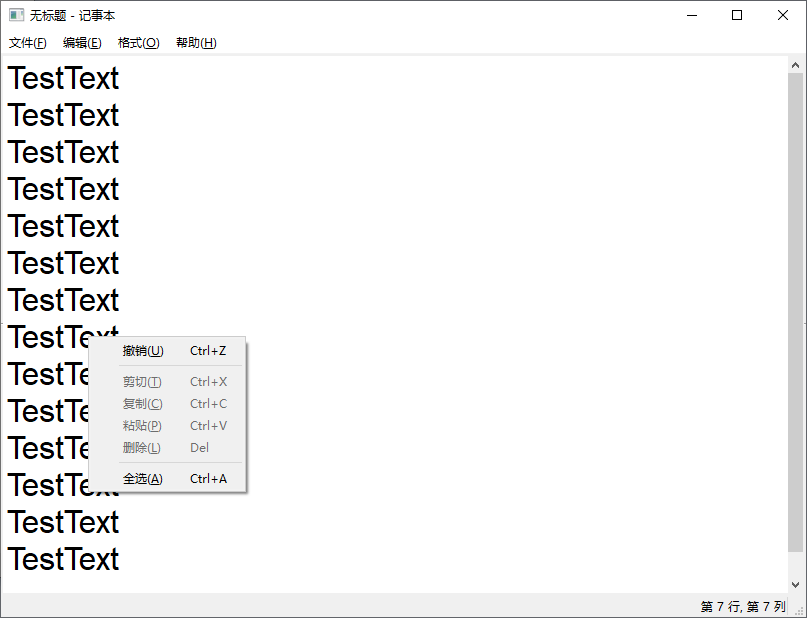 无标题 - 记事本
文件(F) 编辑(E) 格式(O) 帮助(H)
TestText
TestText
TestText
TestText
TestText
TestText
TestText
TestText
撤销(U) Ctrl+Z
TestTe
剪切(T) Ctrl+X
TestTe
复制(C) Ctrl+C
粘贴(P) Ctrl+V
TestTe
删除(L) Del
TestTe
全选(A) Ctrl+A
TestText
TestText
第 7 行, 第 7 列